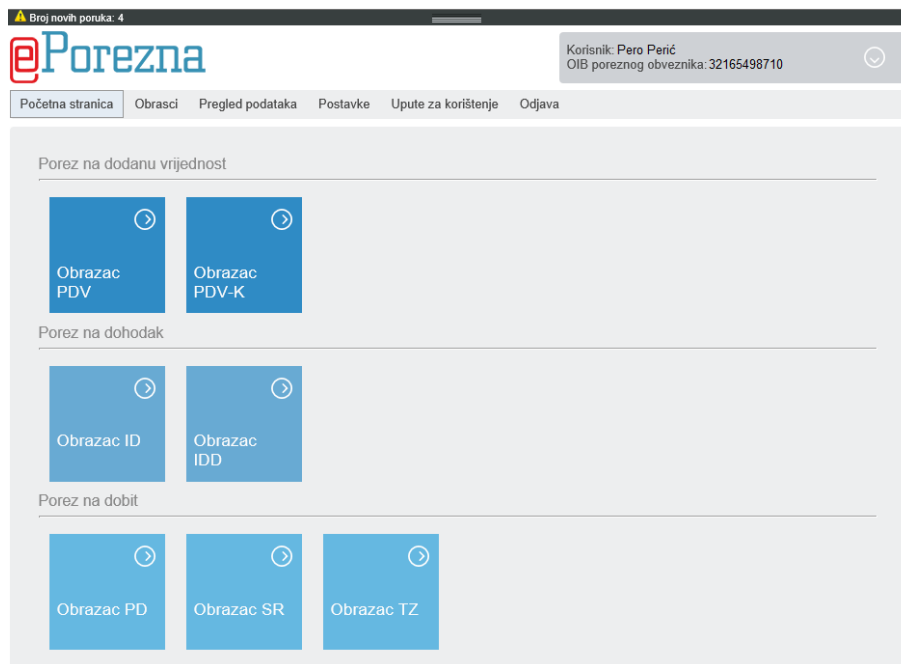 Broj novih poruka: 4
ePorezna
Korisnik: Pero Perić
OIB poreznog obveznika: 32165498710
Početna stranica Obrasci Pregled podataka Postavke Upute za korištenje Odjava
Porez na dodanu vrijednost
Obrazac
PDV
Obrazac
PDV-K
Porez na dohodak
Obrazac ID
Obrazac
IDD
Porez na dobit
Obrazac PD
Obrazac SR
Obrazac TZ